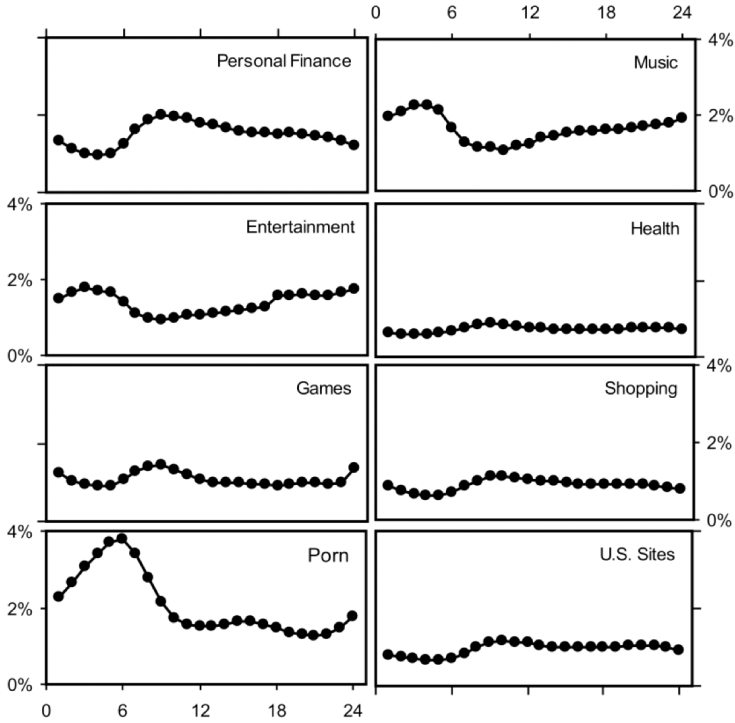 0 6 12 18 24
Personal Finance
Music
4%
2%
0%
4%
2%
0%
Entertainment
Health
Games
Shopping
4%
2%
0%
4%
2%
0%
Porn
U.S. Sites
0 6 12 18 24